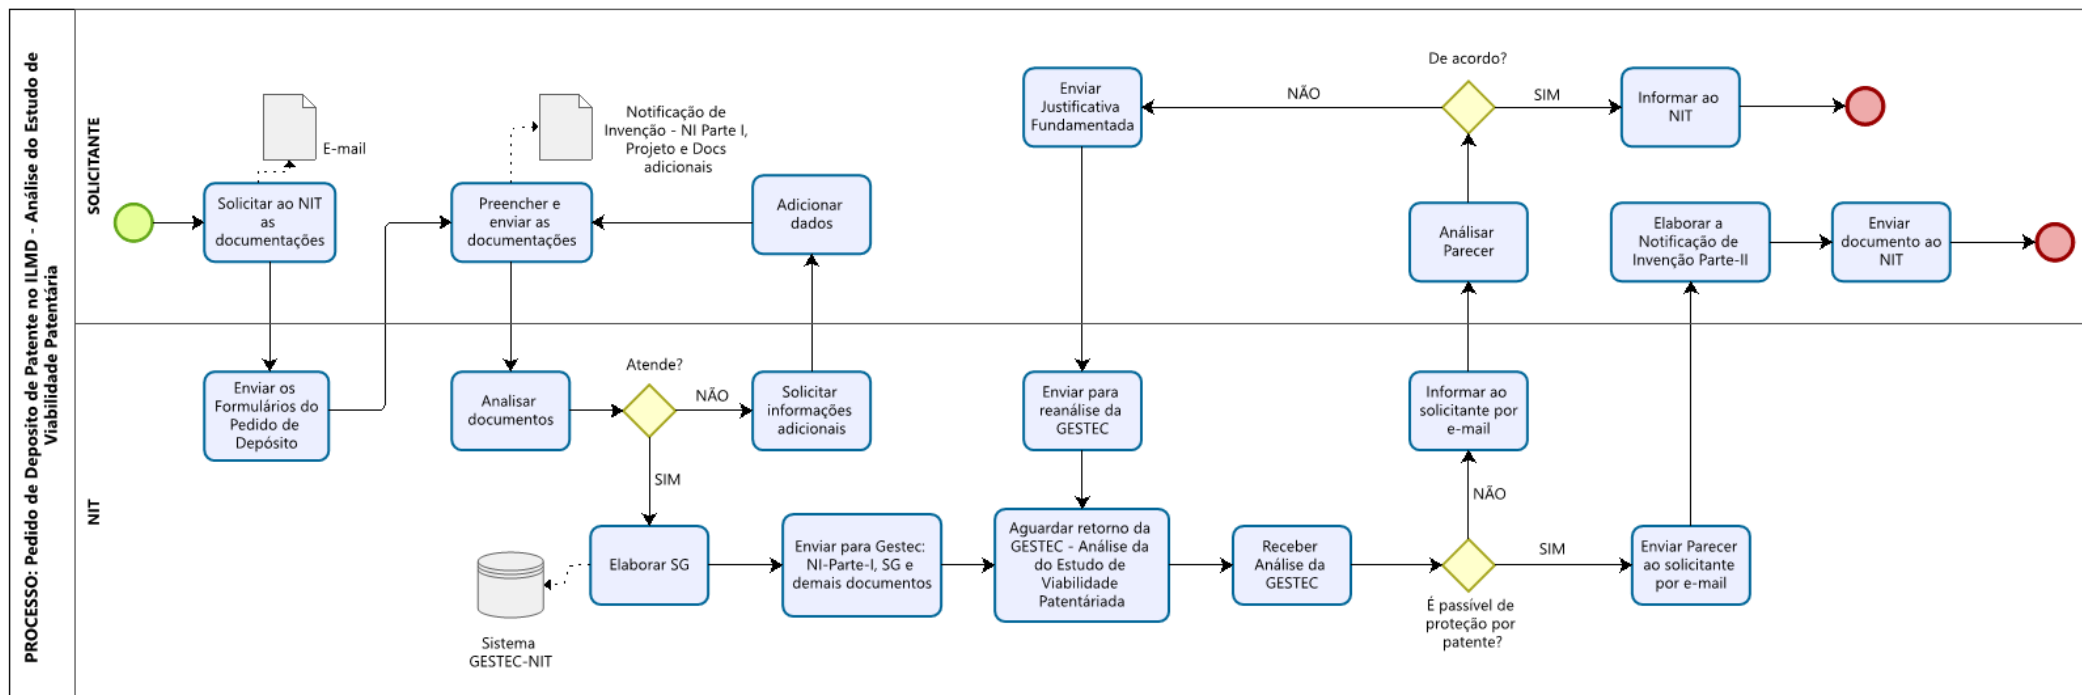 PROCESSO: Pedido de Deposito de Patente no ILMD - Análise do Estudo de
Viabilidade Patentária
SOLICITANTE
E-mail
Solicitar ao NIT
as
documentações
Notificação de
Invenção - NI Parte I,
Projeto e Docs
adicionais
Preencher e
enviar as
documentações
Adicionar
dados
Enviar
Justificativa
Fundamentada
NÃO
De acordo?
SIM
Informar ao
NIT
Análisar
Parecer
Elaborar a
Notificação de
Invenção Parte-II
Enviar
documento ao
NIT
NIT
Enviar os
Formulários do
Pedido de
Depósito
Analisar
documentos
Atende?
NÃO
SIM
Solicitar
informações
adicionais
Enviar para
reanálise da
GESTEC
Informar ao
solicitante por
e-mail
Sistema
GESTEC-NIT
Elaborar SG
Enviar para Gestec:
NI-Parte-I, SG e
demais documentos
Aguardar retorno da
GESTEC - Análise da
do Estudo de
Viabilidade
Patentáriada
Receber
Análise da
GESTEC
NÃO
SIM
É passível de
proteção por
patente?
Enviar Parecer
ao solicitante
por e-mail